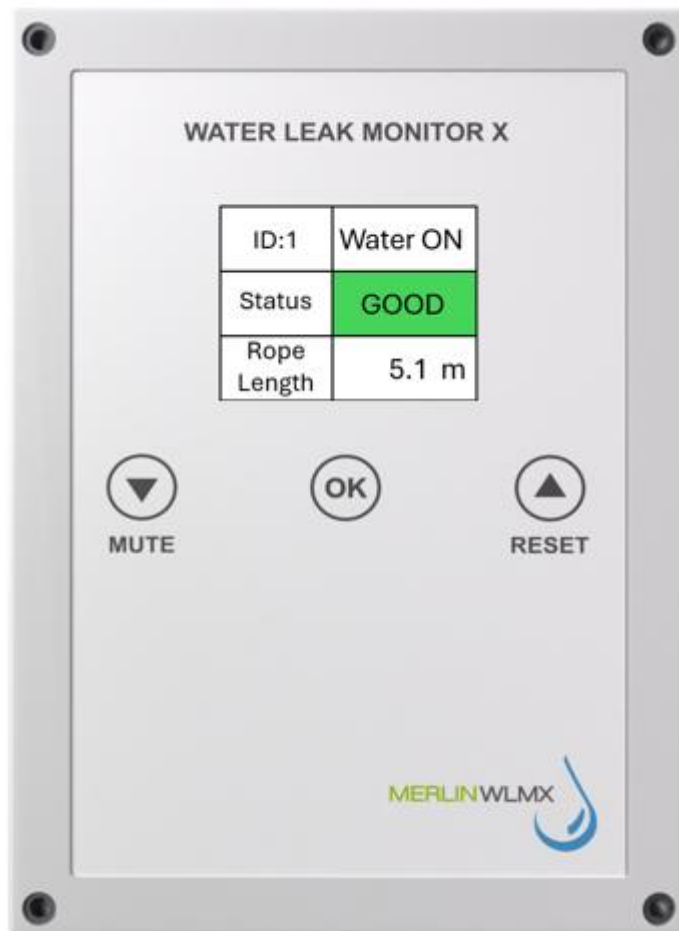 WATER LEAK MONITOR X
ID:1 Water ON
Status GOOD
Rope
Length 5.1 m
OK
MUTE RESET
MERLINWLMX